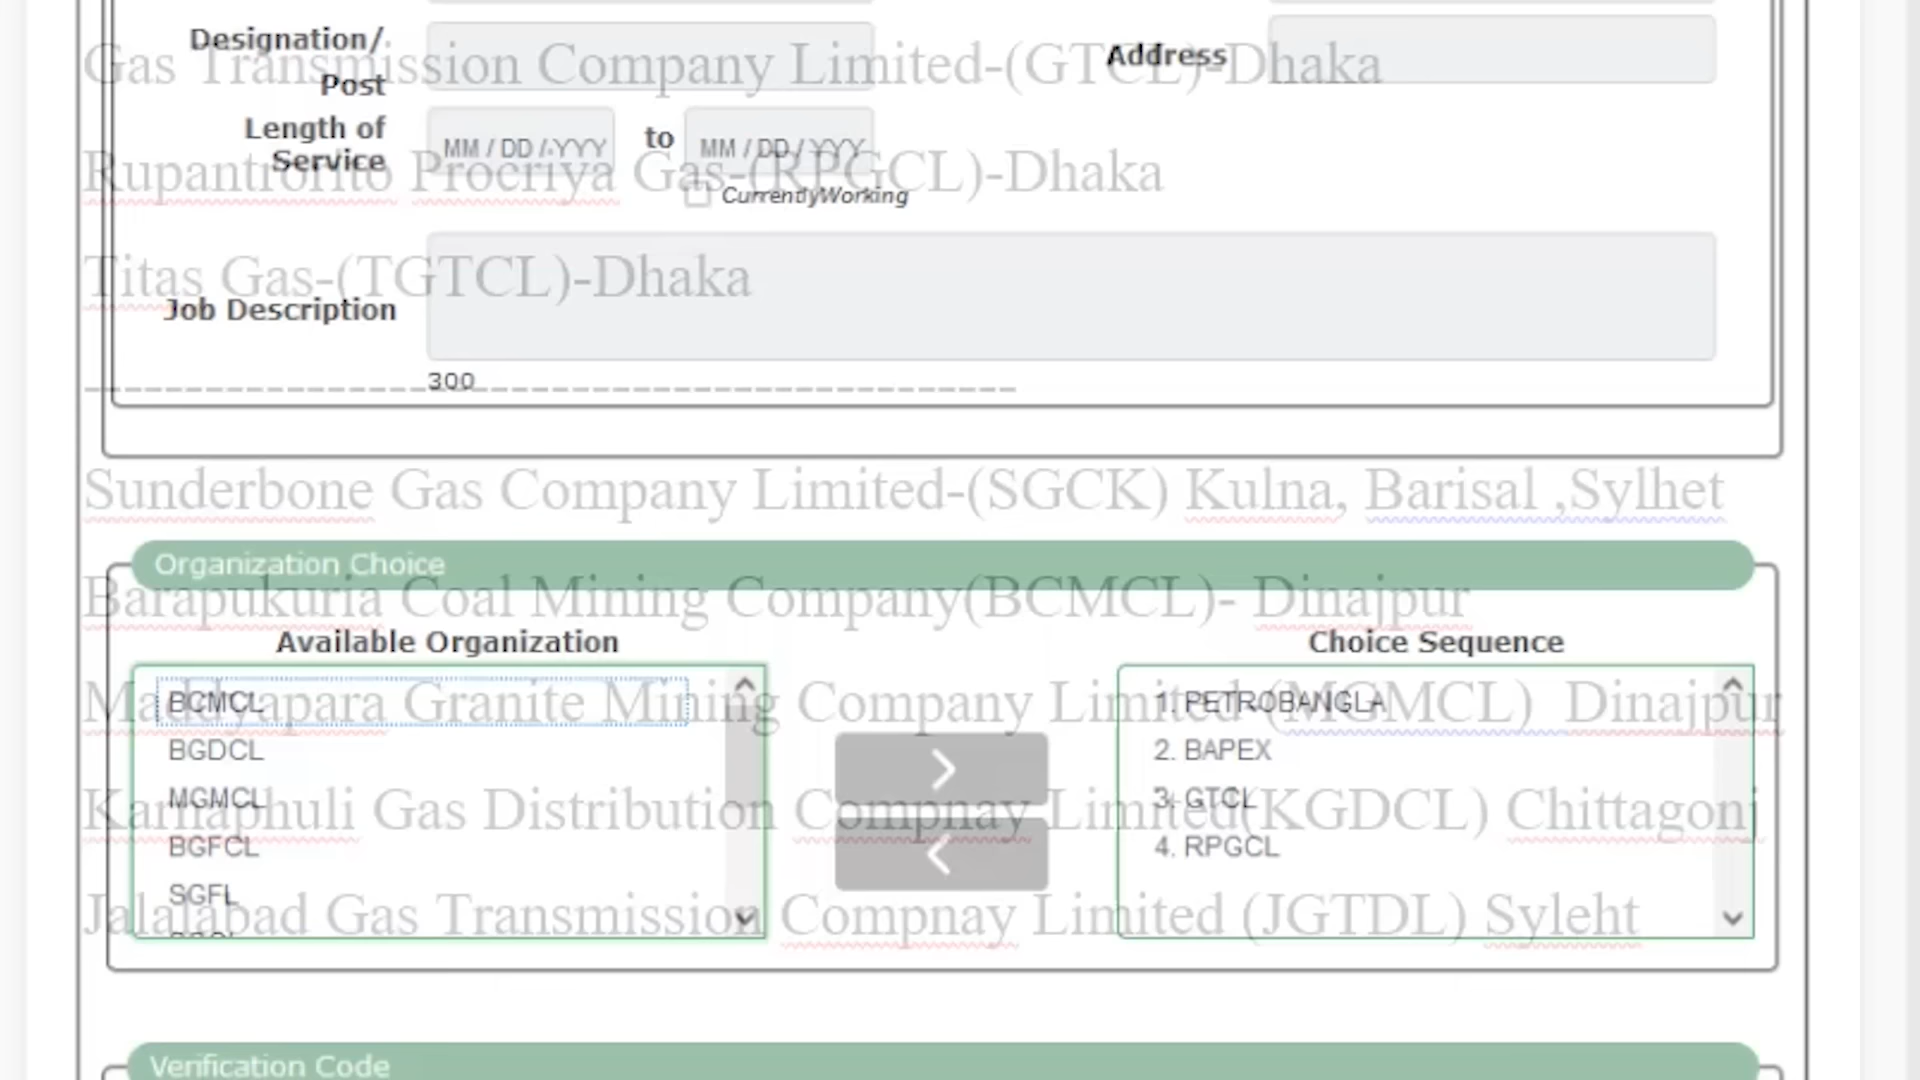 Designation/
Post
Address
Gas Transmission Company Limited-(GTCL)-Dhaka
Length of
Service
MM / DD / YYYY to MM / DD / YYYY
Rupantrorito Procriya Gas-(RPGCL)-Dhaka
CurrentlyWorking
Titas Gas-(TGTCL)-Dhaka
Job Description
300
Sunderbone Gas Company Limited-(SGCK) Kulna, Barisal ,Sylhet
Organization Choice
Barapukuria Coal Mining Company(BCMCL)- Dinajpur
Available Organization
Choice Sequence
BCMCL
1. PETROBANGLA
Maddyapara Granite Mining Company Limited (MGMCL) Dinajpur
BGDCL
2. BAPEX
MGMCL
3. GTCL
Karnaphuli Gas Distribution Compnay Limited(KGDCL) Chittagonj
BGFCL
4. RPGCL
SGFL
Jalalabad Gas Transmission Compnay Limited (JGTDL) Syleht
Verification Code